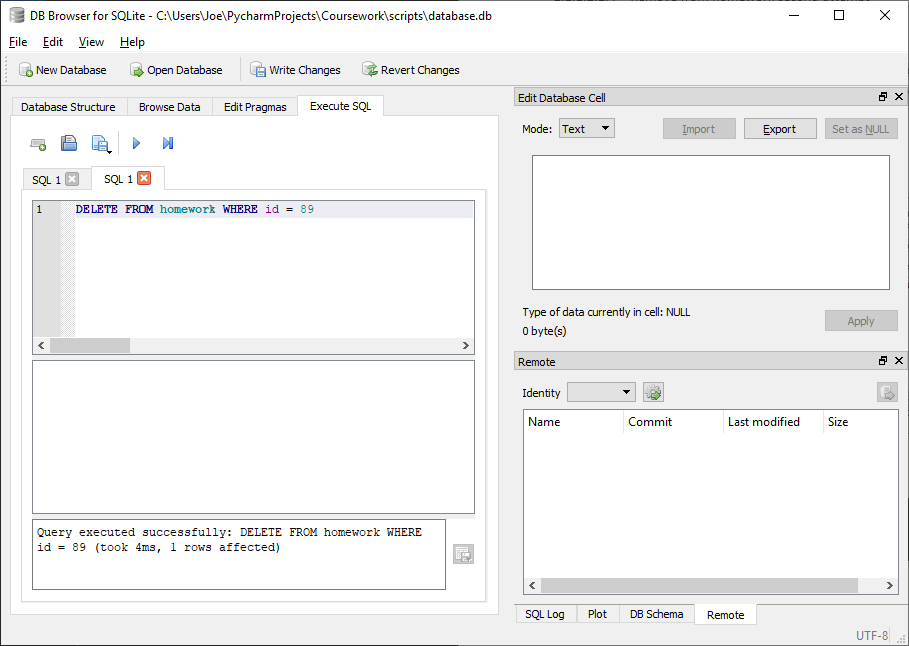 DB Browser for SQLite - C:\Users\Joe\PycharmProjects\Coursework\scripts\database.db
File Edit View Help
New Database Open Database Write Changes Revert Changes
Database Structure Browse Data Edit Pragmas Execute SQL
SQL 1 SQL 1
1 DELETE FROM homework WHERE id = 89
Query executed successfully: DELETE FROM homework WHERE
id = 89 (took 4ms, 1 rows affected)
Edit Database Cell
Mode: Text Import Export Set as NULL
Type of data currently in cell: NULL
0 byte(s)
Apply
Remote
Identity
Name Commit Last modified Size
SQL Log Plot DB Schema Remote
UTF-8